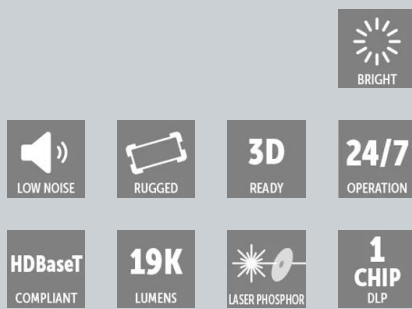 BRIGHT
LOW NOISE
RUGGED
3D
READY
24/7
OPERATION
HDBaseT
COMPLIANT
19K
LUMENS
LASER PHOSPHOR
1
CHIP
DLP